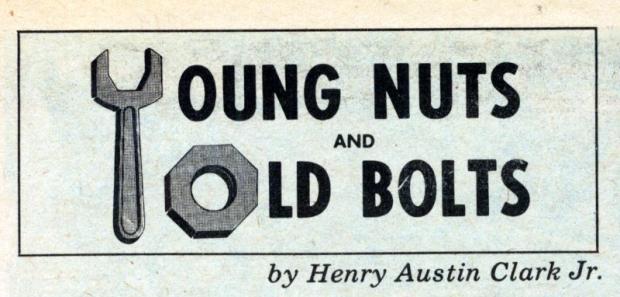 YOUNG NUTS
AND
OLD BOLTS
by Henry Austin Clark Jr.